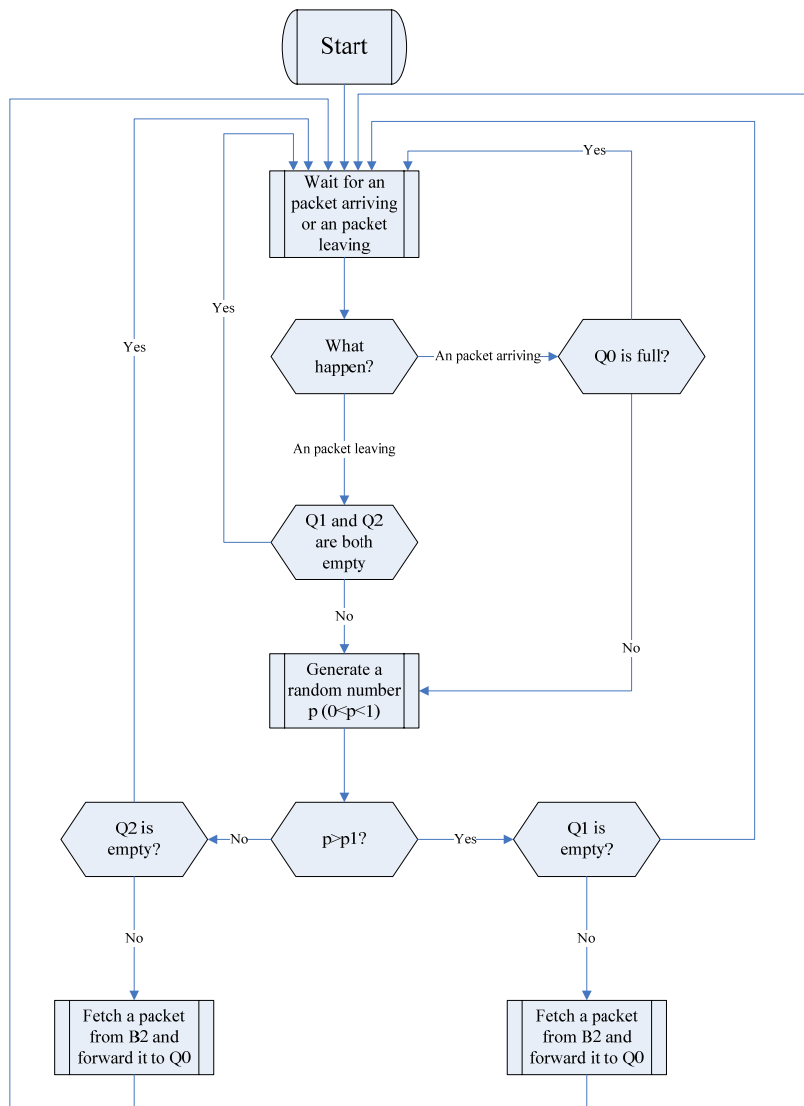 Start
Yes
Wait for an
packet arriving
or an packet
leaving
Yes
Yes
What
happen?
An packet arriving
Q0 is full?
An packet leaving
Q1 and Q2
are both
empty
No
No
Generate a
random number
p (0<p<1)
Q2 is
empty?
No
p>p1?
Yes
Q1 is
empty?
No
No
Fetch a packet
from B2 and
forward it to Q0
Fetch a packet
from B2 and
forward it to Q0